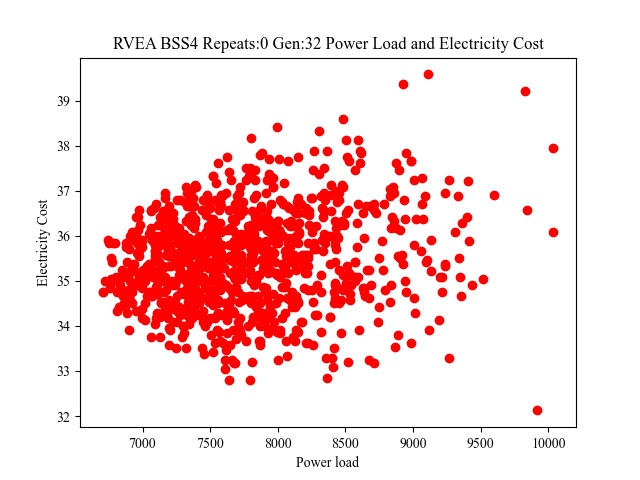 RVEA BSS4 Repeats:0 Gen:32 Power Load and Electricity Cost
39
38
37
36
35
34
33
32
Electricity Cost
7000 7500 8000 8500 9000 9500 10000
Power load